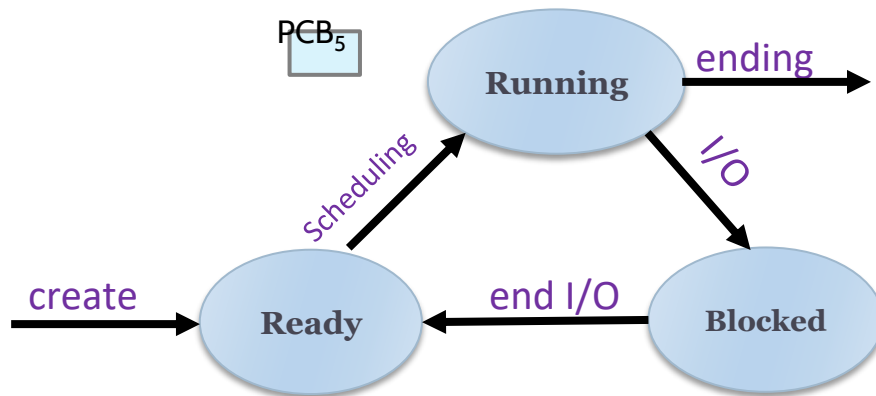 PCB5
Running
ending
Scheduling
I/O
create
Ready
end I/O
Blocked